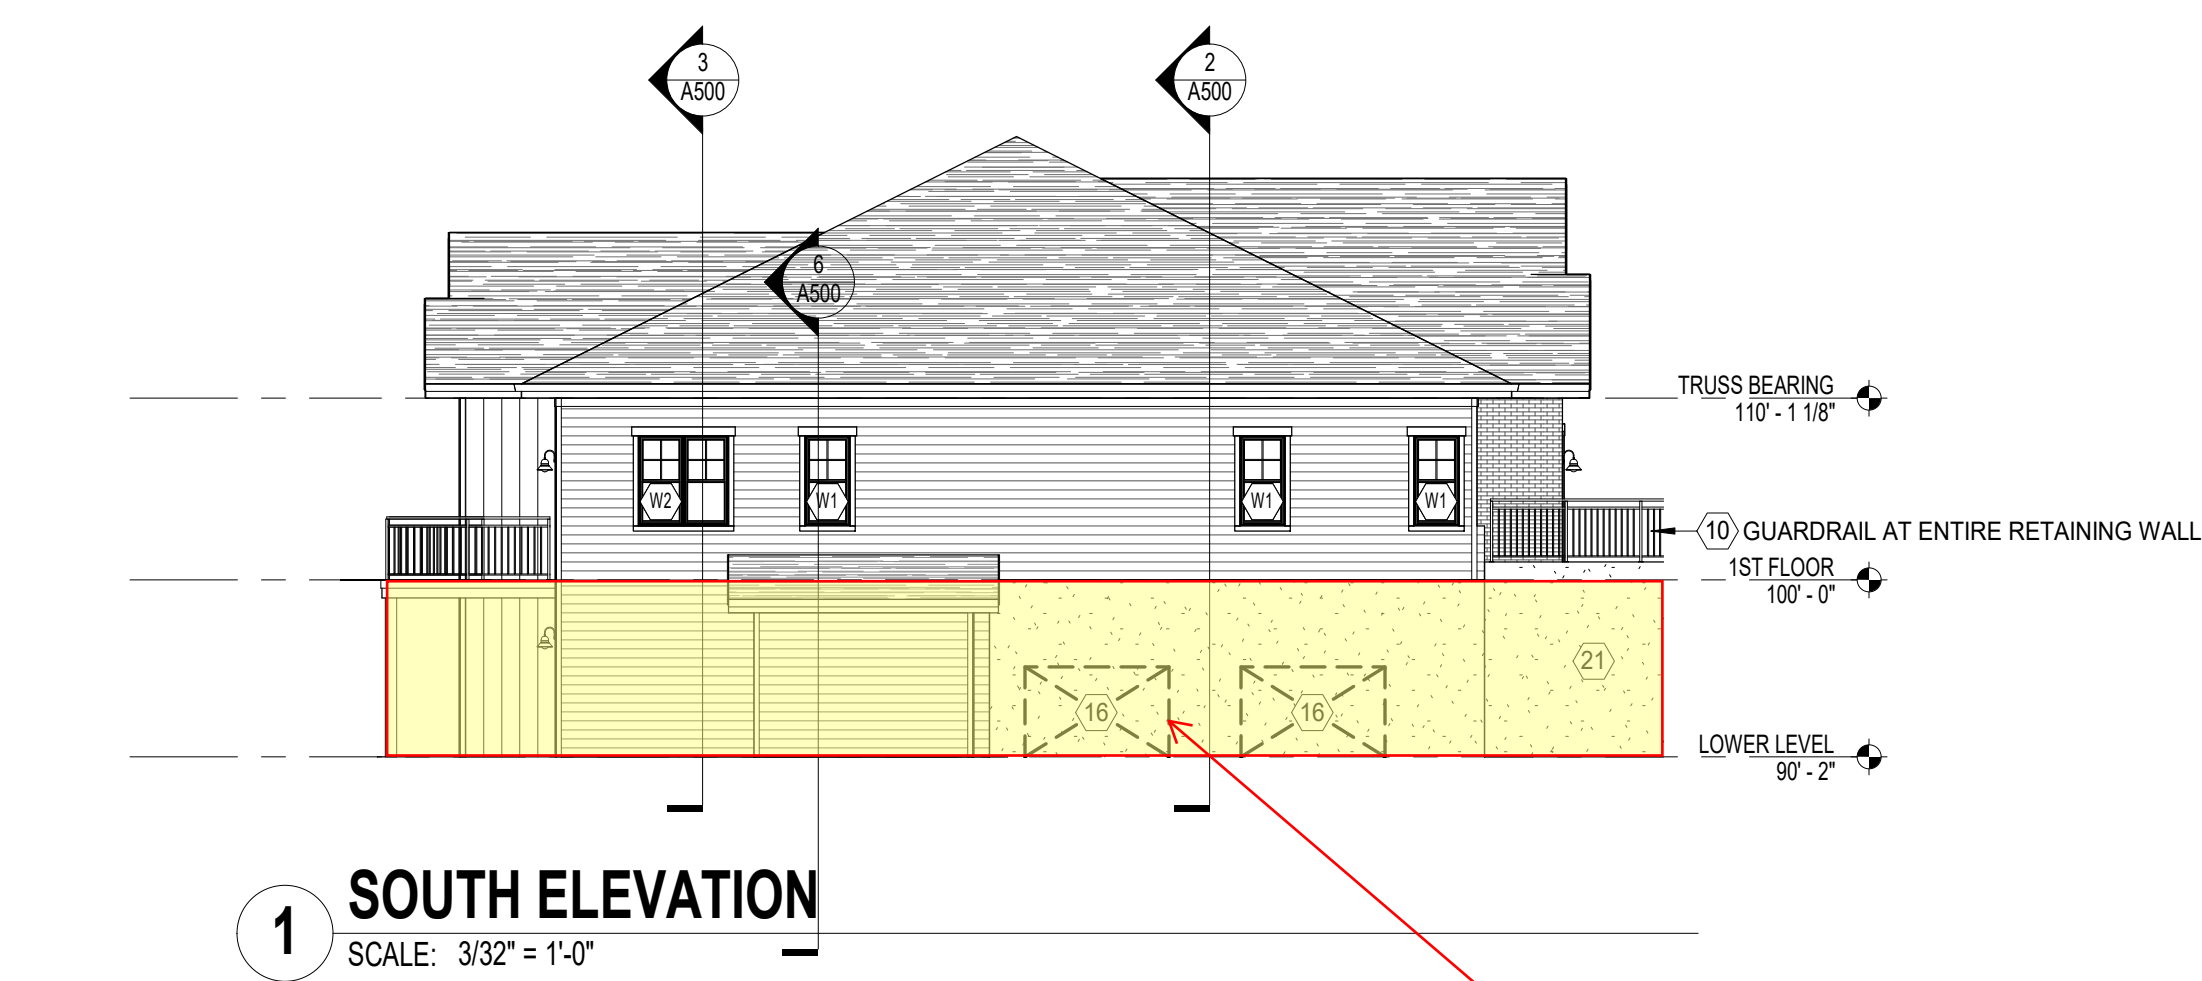 3
A500
2
A500
6
A500
TRUSS BEARING
110' - 1 1/8"
W2
W1
W1
W1
10 GUARDRAIL AT ENTIRE RETAINING WALL
1ST FLOOR
100' - 0"
21
16
16
LOWER LEVEL
90' - 2"
1
SOUTH ELEVATION
SCALE: 3/32" = 1'-0"